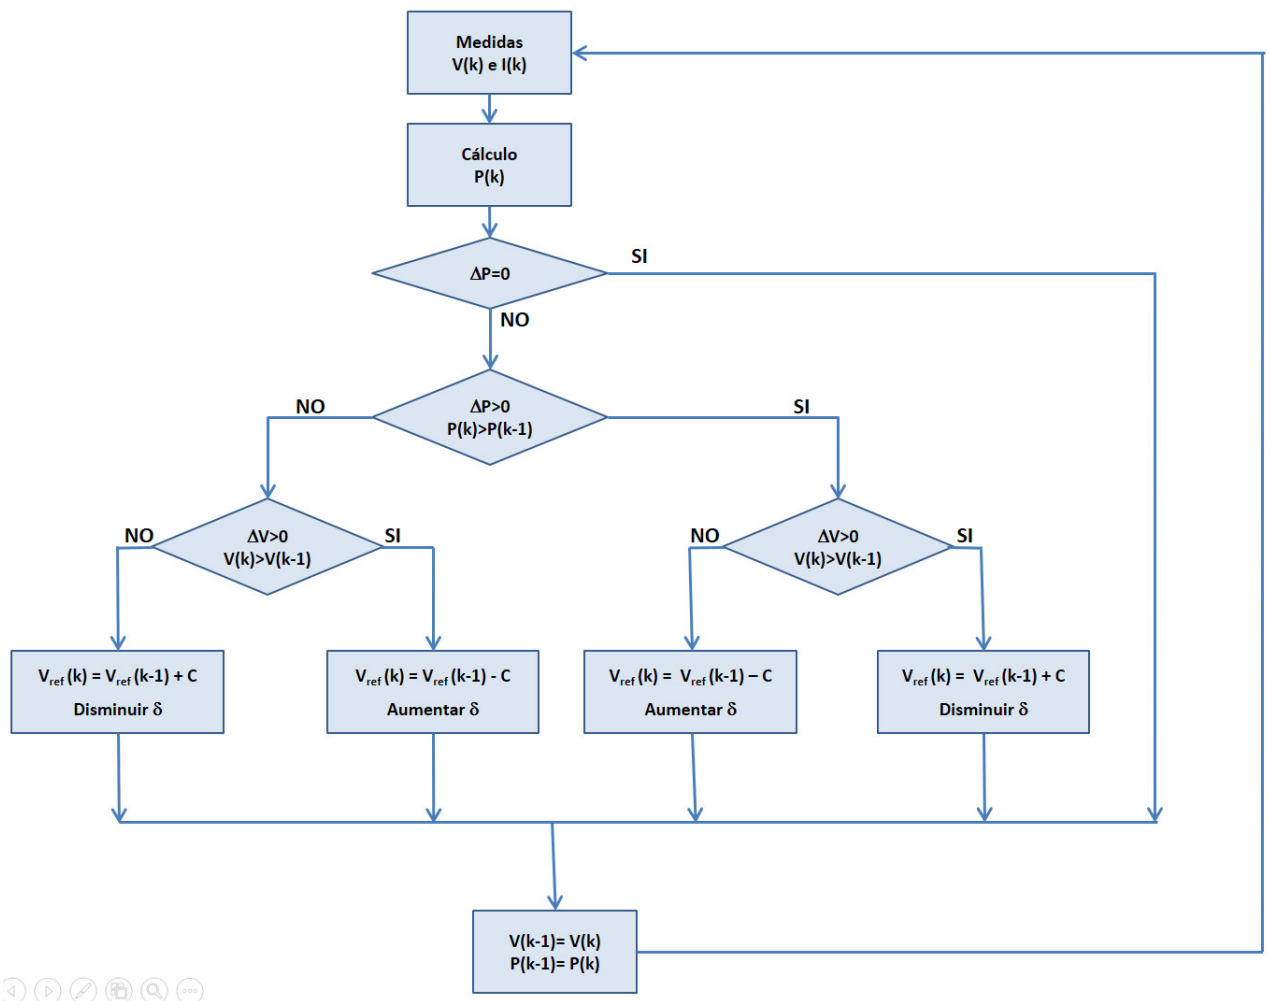 Medidas
V(k) e I(k)
Cálculo
P(k)
ΔP=0
SI
NO
ΔP>0
P(k)>P(k-1)
NO
SI
ΔV>0
V(k)>V(k-1)
NO
SI
ΔV>0
V(k)>V(k-1)
NO
SI
Vref (k) = Vref (k-1) + C
Disminuir δ
Vref (k) = Vref (k-1) - C
Aumentar δ
Vref (k) = Vref (k-1) – C
Aumentar δ
Vref (k) = Vref (k-1) + C
Disminuir δ
V(k-1)= V(k)
P(k-1)= P(k)